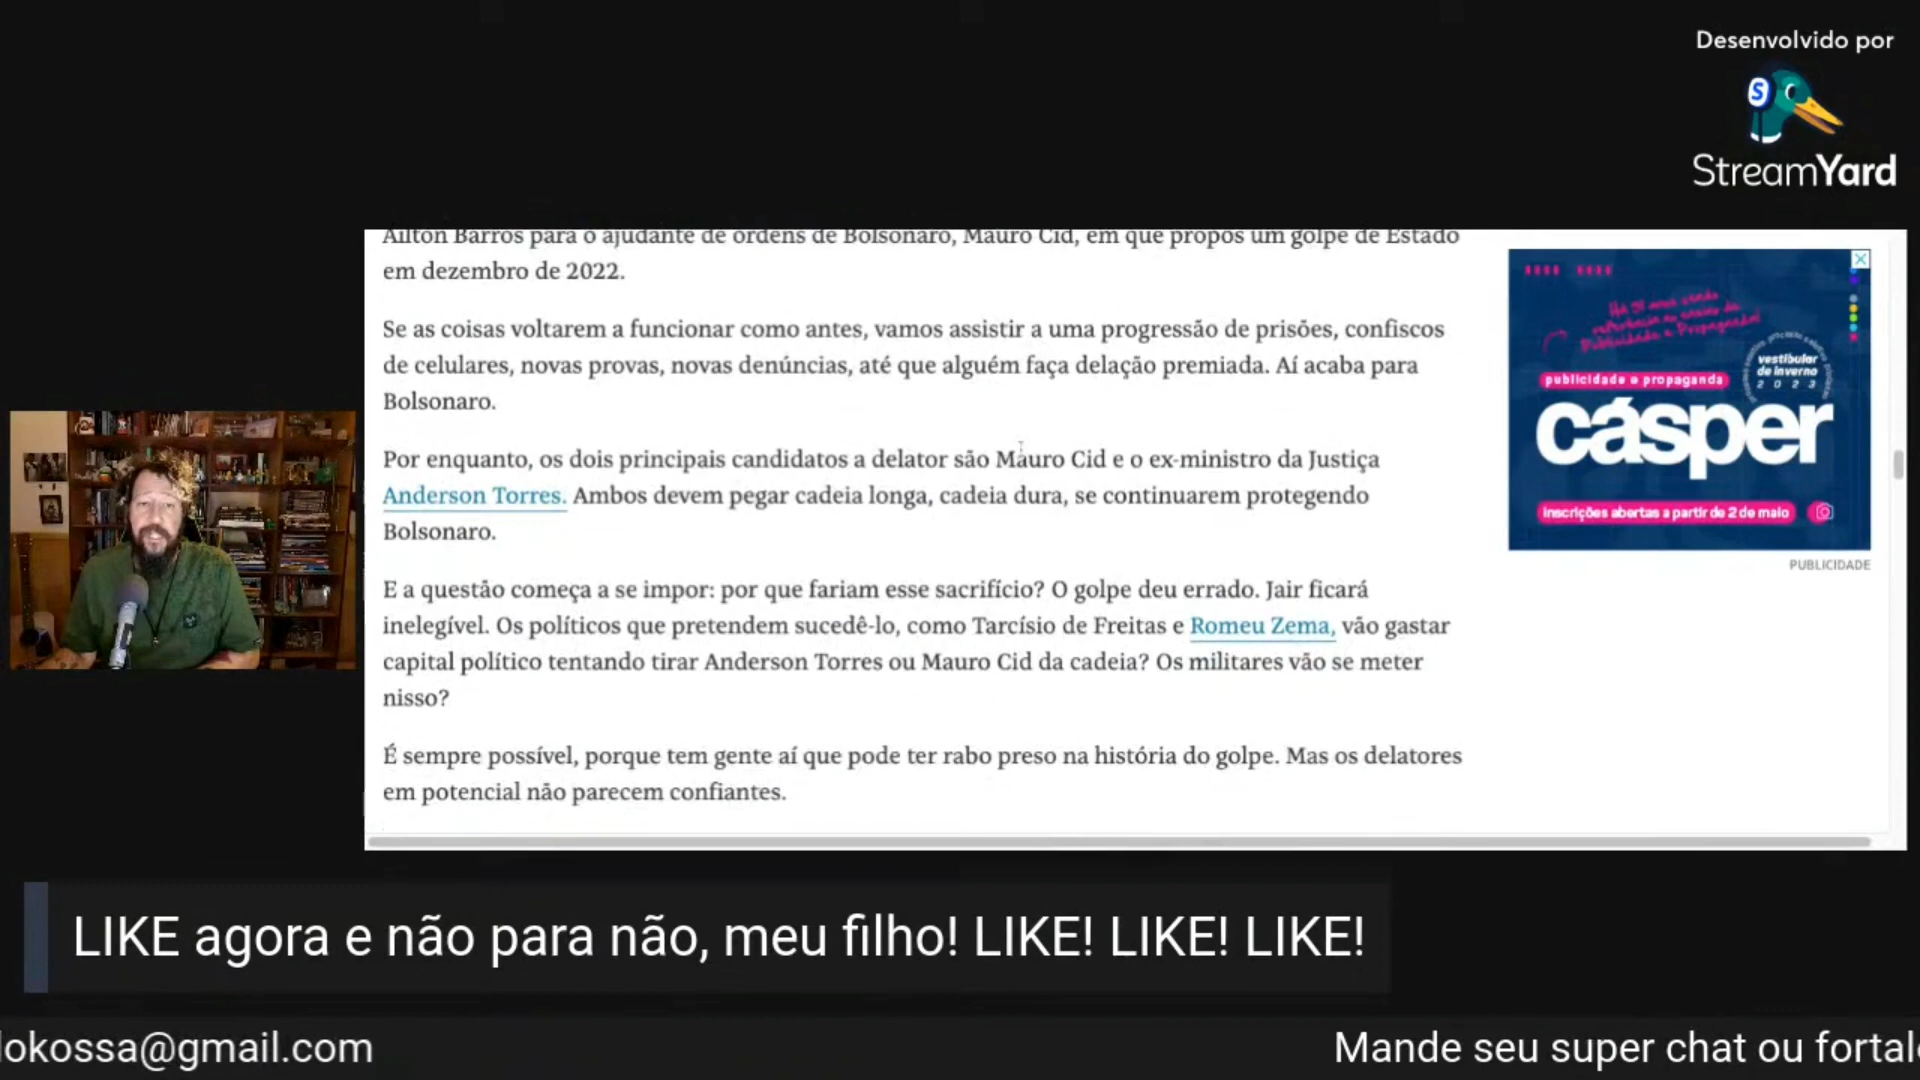 Desenvolvido por
StreamYard
Ailton Barros para o ajudante de ordens de Bolsonaro, Mauro Cid, em que propôs um golpe de Estado
em dezembro de 2022.
Se as coisas voltarem a funcionar como antes, vamos assistir a uma progressão de prisões, confiscos
de celulares, novas provas, novas denúncias, até que alguém faça delação premiada. Aí acaba para
Bolsonaro.
Por enquanto, os dois principais candidatos a delator são Mauro Cid e o ex-ministro da Justiça
Anderson Torres. Ambos devem pegar cadeia longa, cadeia dura, se continuarem protegendo
Bolsonaro.
E a questão começa a se impor: por que fariam esse sacrifício? O golpe deu errado. Jair ficará
inelegível. Os políticos que pretendem sucedê-lo, como Tarcísio de Freitas e Romeu Zema, vão gastar
capital político tentando tirar Anderson Torres ou Mauro Cid da cadeia? Os militares vão se meter
nisso?
É sempre possível, porque tem gente aí que pode ter rabo preso na história do golpe. Mas os delatores
em potencial não parecem confiantes.
vestibular
de inverno
2023
publicidade e propaganda
cásper
inscrições abertas a partir de 2 de maio
PUBLICIDADE
LIKE agora e não para não, meu filho! LIKE! LIKE! LIKE!
lokossa@gmail.com
Mande seu super chat ou fortal